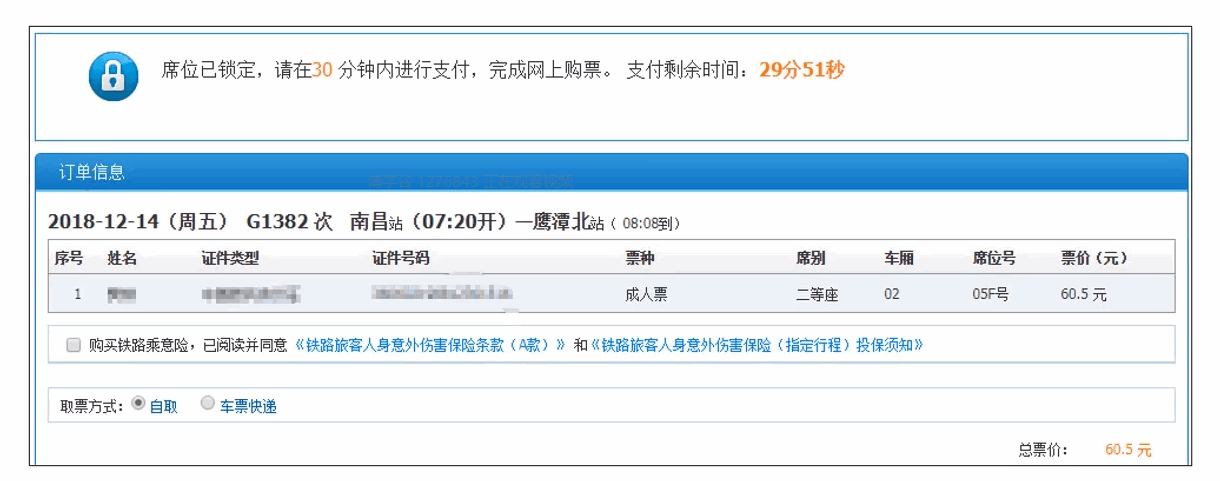 席位已锁定，请在30 分钟内进行支付，完成网上购票。 支付剩余时间：29分51秒
订单信息
2018-12-14（周五） G1382 次 南昌站（07:20开）—鹰潭北站（ 08:08到）
序号 姓名 证件类型 证件号码 票种 席别 车厢 席位号 票价（元）
1 成人票 二等座 02 05F号 60.5 元
购买铁路乘意险，已阅读并同意 《铁路旅客人身意外伤害保险条款（A款）》 和《铁路旅客人身意外伤害保险（指定行程）投保须知》
取票方式： 自取 车票快递
总票价： 60.5 元